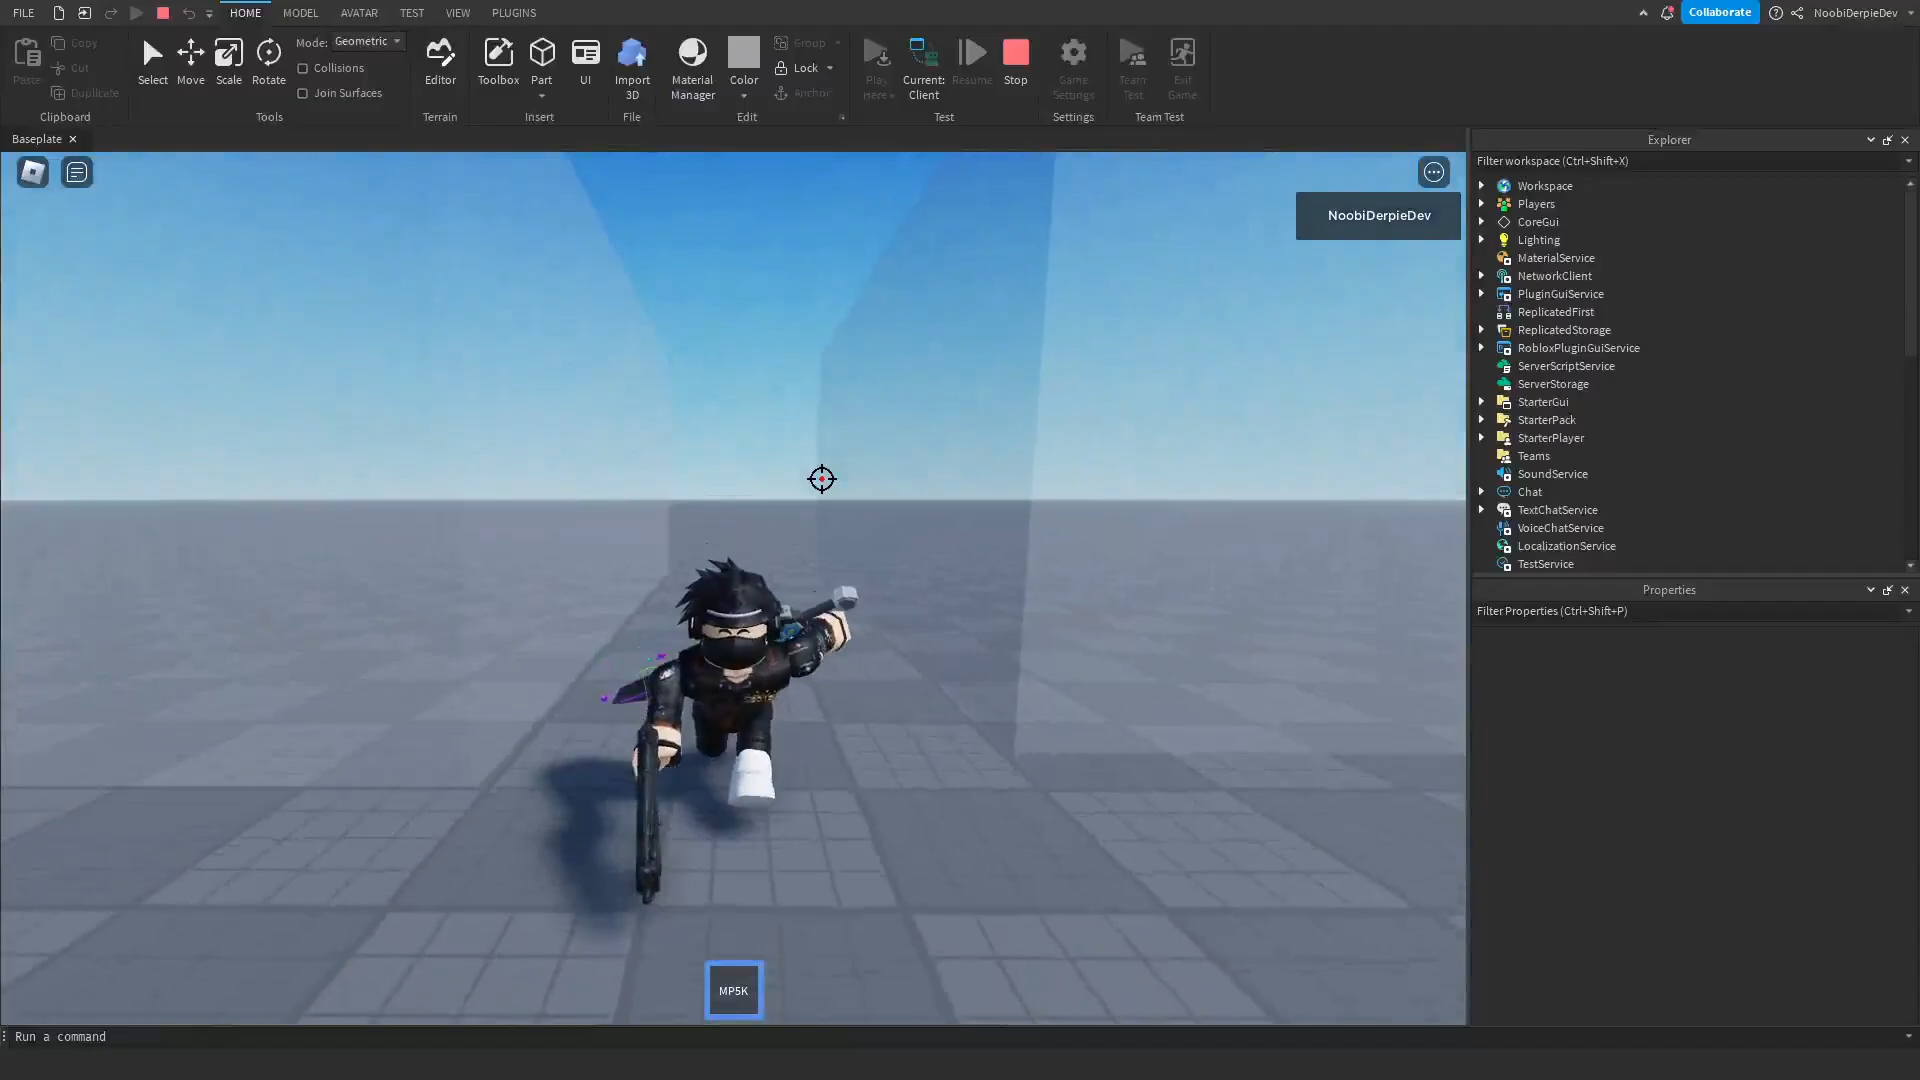 FILE HOME MODEL AVATAR TEST VIEW PLUGINS Collaborate NoobiDerpieDev
Paste Copy Cut Duplicate
Clipboard
Select Move Scale Rotate
Mode: Geometric
Collisions
Join Surfaces
Tools
Editor
Terrain
Toolbox Part UI
Insert
Import 3D
File
Material Manager Color
Group
Lock
Anchor
Edit
Play Here Current: Client Resume Stop
Test
Game Settings
Settings
Team Test Exit Game
Team Test
Baseplate
NoobiDerpieDev
MP5K
Explorer
Filter workspace (Ctrl+Shift+X)
Workspace
Players
CoreGui
Lighting
MaterialService
NetworkClient
PluginGuiService
ReplicatedFirst
ReplicatedStorage
RobloxPluginGuiService
ServerScriptService
ServerStorage
StarterGui
StarterPack
StarterPlayer
Teams
SoundService
Chat
TextChatService
VoiceChatService
LocalizationService
TestService
Properties
Filter Properties (Ctrl+Shift+P)
Run a command